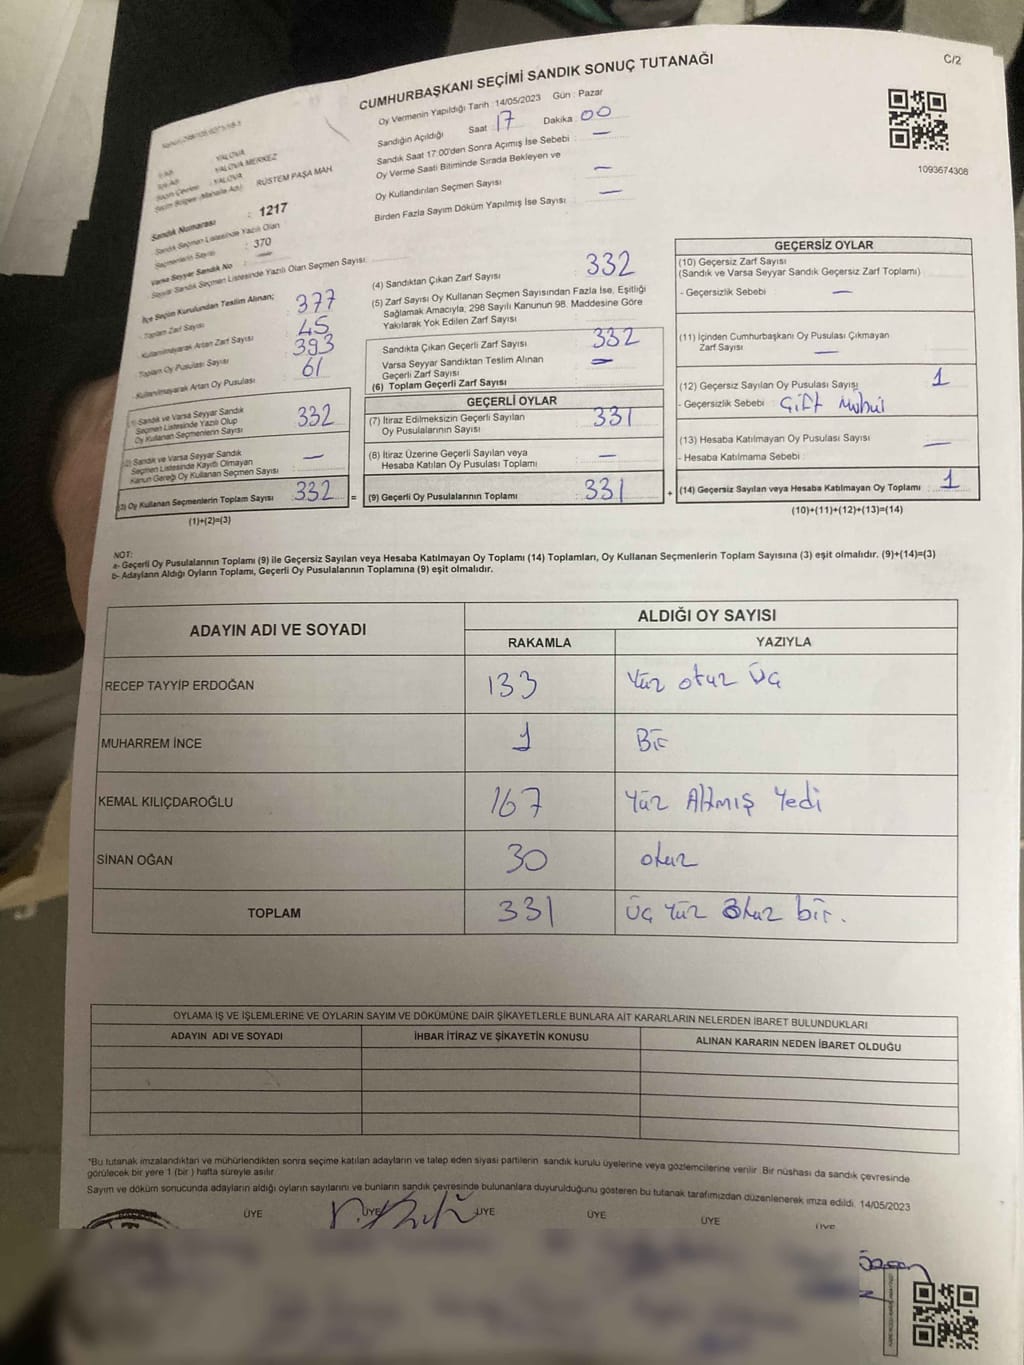 C/2
CUMHURBAŞKANI SEÇİMİ SANDIK SONUÇ TUTANAĞI
Oy Vermenin Yapıldığı Tarih : 14/05/2023 Gün : Pazar
Sandığın Açıldığı Saat 17 Dakika 00
Sandık Saat 17:00'den Sonra Açımış İse Sebebi : —
Oy Verme Saati Bitiminde Sırada Bekleyen ve
Oy Kullandırılan Seçmen Sayısı —
Birden Fazla Sayım Döküm Yapılmış İse Sayısı : —
1093674308
YALOVA
YALOVA MERKEZ
Seçim Çevresi : YALOVA
Seçim Bölgesi (Mahalle Adı) : RÜSTEM PAŞA MAH.
Sandık Numarası : 1217
Sandık Seçmen Listesinde Yazılı Olan
Seçmenlerin Sayısı : 370
Varsa Seyyar Sandık No : —
Seyyar Sandık Seçmen Listesinde Yazılı Olan Seçmen Sayısı:
İlçe Seçim Kurulundan Teslim Alınan;
- Toplam Zarf Sayısı 377
- Kullanılmayarak Artan Zarf Sayısı 45
- Toplam Oy Pusulası Sayısı 393
- Kullanılmayarak Artan Oy Pusulası 61
(1) Sandık ve Varsa Seyyar Sandık
Seçmen Listesinde Yazılı Olup
Oy Kullanan Seçmenlerin Sayısı 332
(2) Sandık ve Varsa Seyyar Sandık
Seçmen Listesinde Kayıtlı Olmayan
Kanun Gereği Oy Kullanan Seçmen Sayısı —
(3) Oy Kullanan Seçmenlerin Toplam Sayısı 332 =
(1)+(2)=(3)
(4) Sandıktan Çıkan Zarf Sayısı 332
(5) Zarf Sayısı Oy Kullanan Seçmen Sayısından Fazla İse, Eşitliği
Sağlamak Amacıyla, 298 Sayılı Kanunun 98. Maddesine Göre
Yakılarak Yok Edilen Zarf Sayısı
Sandıkta Çıkan Geçerli Zarf Sayısı 332
Varsa Seyyar Sandıktan Teslim Alınan
Geçerli Zarf Sayısı —
(6) Toplam Geçerli Zarf Sayısı
GEÇERLİ OYLAR
(7) İtiraz Edilmeksizin Geçerli Sayılan
Oy Pusulalarının Sayısı 331
(8) İtiraz Üzerine Geçerli Sayılan veya
Hesaba Katılan Oy Pusulası Toplamı —
(9) Geçerli Oy Pusulalarının Toplamı 331 +
GEÇERSİZ OYLAR
(10) Geçersiz Zarf Sayısı
(Sandık ve Varsa Seyyar Sandık Geçersiz Zarf Toplamı)
- Geçersizlik Sebebi : —
(11) İçinden Cumhurbaşkanı Oy Pusulası Çıkmayan
Zarf Sayısı —
(12) Geçersiz Sayılan Oy Pusulası Sayısı 1
- Geçersizlik Sebebi : Çift Mühür
(13) Hesaba Katılmayan Oy Pusulası Sayısı —
- Hesaba Katılmama Sebebi :
(14) Geçersiz Sayılan veya Hesaba Katılmayan Oy Toplamı 1
(10)+(11)+(12)+(13)=(14)
NOT:
a- Geçerli Oy Pusulalarının Toplamı (9) ile Geçersiz Sayılan veya Hesaba Katılmayan Oy Toplamı (14) Toplamları, Oy Kullanan Seçmenlerin Toplam Sayısına (3) eşit olmalıdır. (9)+(14)=(3)
b- Adayların Aldığı Oyların Toplamı, Geçerli Oy Pusulalarının Toplamına (9) eşit olmalıdır.
ADAYIN ADI VE SOYADI
ALDIĞI OY SAYISI
RAKAMLA YAZIYLA
RECEP TAYYİP ERDOĞAN 133 Yüz otuz üç
MUHARREM İNCE 1 Bir
KEMAL KILIÇDAROĞLU 167 Yüz Altmış Yedi
SİNAN OĞAN 30 otuz
TOPLAM 331 Üç Yüz Otuz bir.
OYLAMA İŞ VE İŞLEMLERİNE VE OYLARIN SAYIM VE DÖKÜMÜNE DAİR ŞİKAYETLERLE BUNLARA AİT KARARLARIN NELERDEN İBARET BULUNDUKLARI
ADAYIN ADI VE SOYADI İHBAR İTİRAZ VE ŞİKAYETİN KONUSU ALINAN KARARIN NEDEN İBARET OLDUĞU
*Bu tutanak imzalandıktan ve mühürlendikten sonra seçime katılan adayların ve talep eden siyasi partilerin sandık kurulu üyelerine veya gözlemcilerine verilir. Bir nüshası da sandık çevresinde
görülecek bir yere 1 (bir ) hafta süreyle asılır.
Sayım ve döküm sonucunda adayların aldığı oyların sayılarını ve bunların sandık çevresinde bulunanlara duyurulduğunu gösteren bu tutanak tarafımızdan düzenlenerek imza edildi. 14/05/2023
ÜYE ÜYE ÜYE ÜYE ÜYE ÜYE